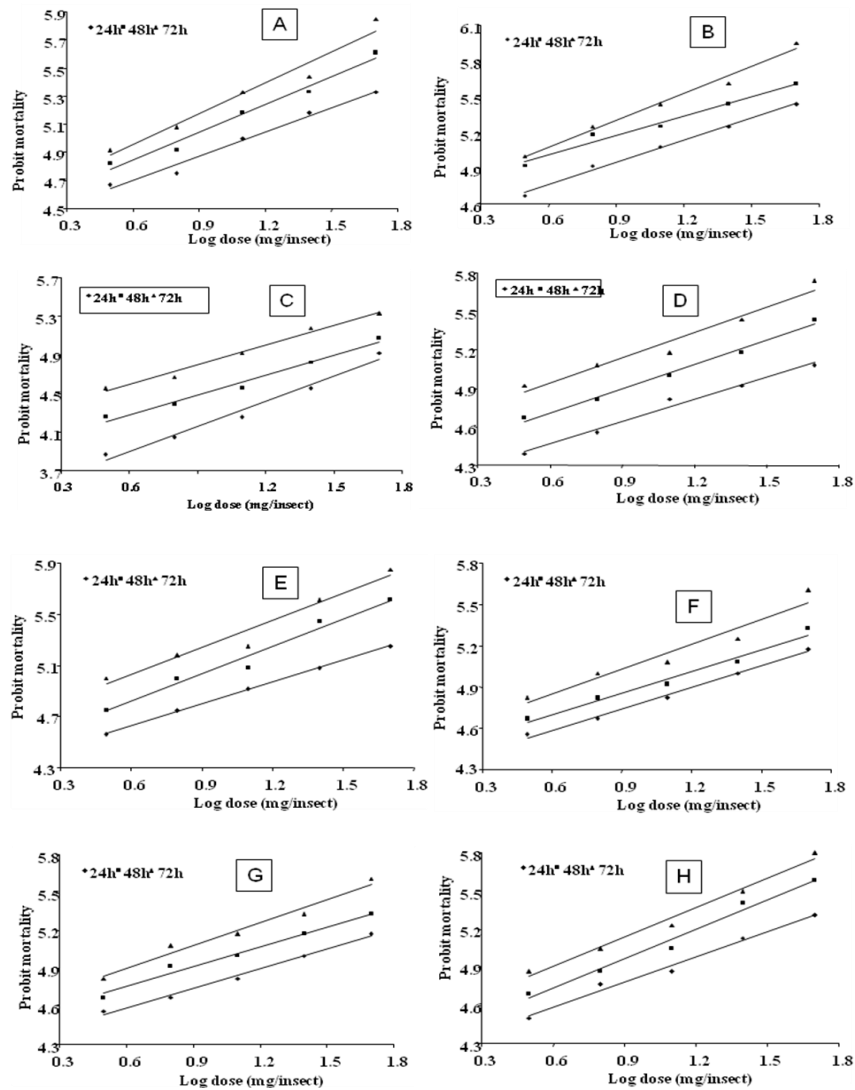 5.9
5.7
5.5
5.3
5.1
4.9
4.7
4.5
Probit mortality
24h 48h 72h
A
0.3 0.6 0.9 1.2 1.5 1.8
Log dose (mg/insect)
6.1
5.8
5.5
5.2
4.9
4.6
Probit mortality
24h 48h 72h
B
0.3 0.6 0.9 1.2 1.5 1.8
Log dose (mg/insect)
5.7
5.3
4.9
4.5
4.1
3.7
Probit mortality
24h 48h 72h
C
0.3 0.6 0.9 1.2 1.5 1.8
Log dose (mg/insect)
5.8
5.5
5.2
4.9
4.6
4.3
Probit mortality
24h 48h 72h
D
0.3 0.6 0.9 1.2 1.5 1.8
Log dose (mg/insect)
5.9
5.5
5.1
4.7
4.3
Probit mortality
24h 48h 72h
E
0.3 0.6 0.9 1.2 1.5 1.8
Log dose (mg/insect)
5.8
5.5
5.2
4.9
4.6
4.3
Probit mortality
24h 48h 72h
F
0.3 0.6 0.9 1.2 1.5 1.8
Log dose (mg/insect)
5.8
5.5
5.2
4.9
4.6
4.3
Probit mortality
24h 48h 72h
G
0.3 0.6 0.9 1.2 1.5 1.8
Log dose (mg/insect)
5.8
5.5
5.2
4.9
4.6
4.3
Probit mortality
24h 48h 72h
H
0.3 0.6 0.9 1.2 1.5 1.8
Log dose (mg/insect)